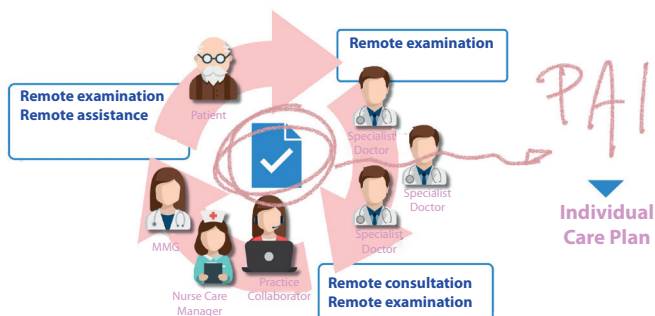 Remote examination
Remote examination
Remote assistance
Patient
Specialist
Doctor
Specialist
Doctor
Specialist
Doctor
MMG
Nurse Care
Manager
Practice
Collaborator
Remote consultation
Remote examination
PAI
Individual
Care Plan